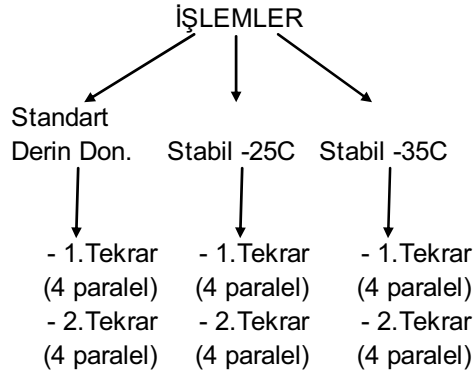 İŞLEMLER
Standart
Derin Don.
Stabil -25C
Stabil -35C
- 1.Tekrar
(4 paralel)
- 2.Tekrar
(4 paralel)
- 1.Tekrar
(4 paralel)
- 2.Tekrar
(4 paralel)
- 1.Tekrar
(4 paralel)
- 2.Tekrar
(4 paralel)